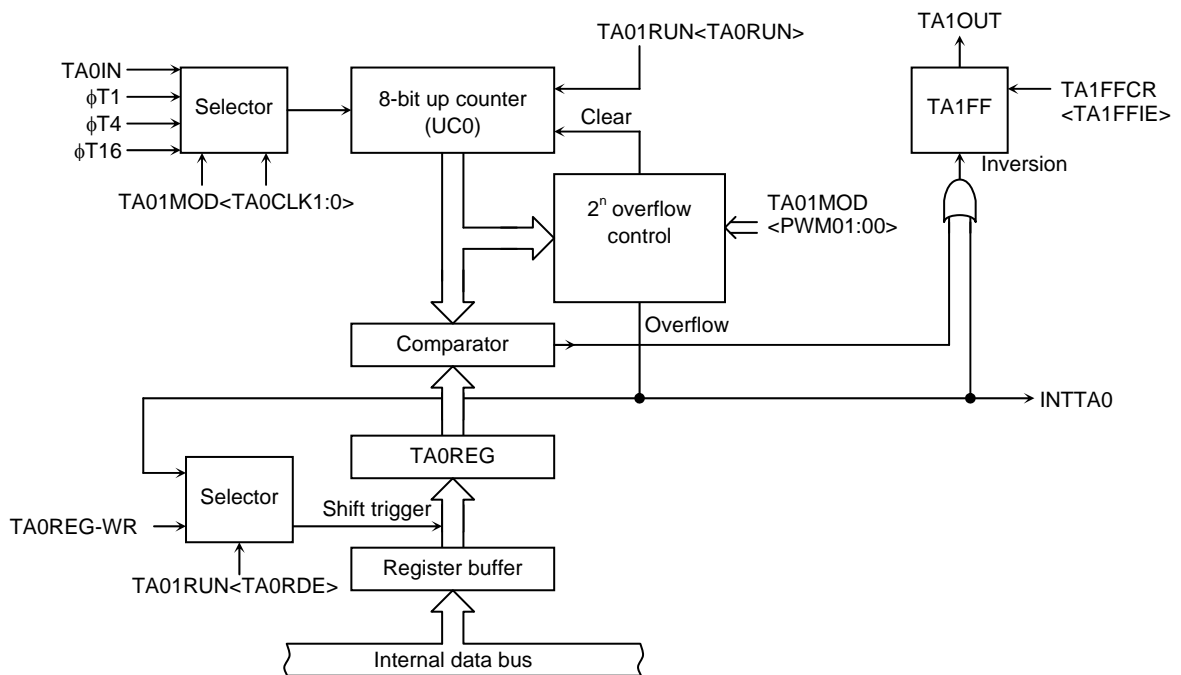 TA01RUN<TA0RUN>
TA1OUT
TA0IN
ϕT1
ϕT4
ϕT16
Selector
8-bit up counter
(UC0)
TA1FF
TA1FFCR
<TA1FFIE>
Clear
Inversion
TA01MOD<TA0CLK1:0>
2ⁿ overflow
control
TA01MOD
<PWM01:00>
Overflow
Comparator
INTTA0
TA0REG
Selector
Shift trigger
TA0REG-WR
Register buffer
TA01RUN<TA0RDE>
Internal data bus